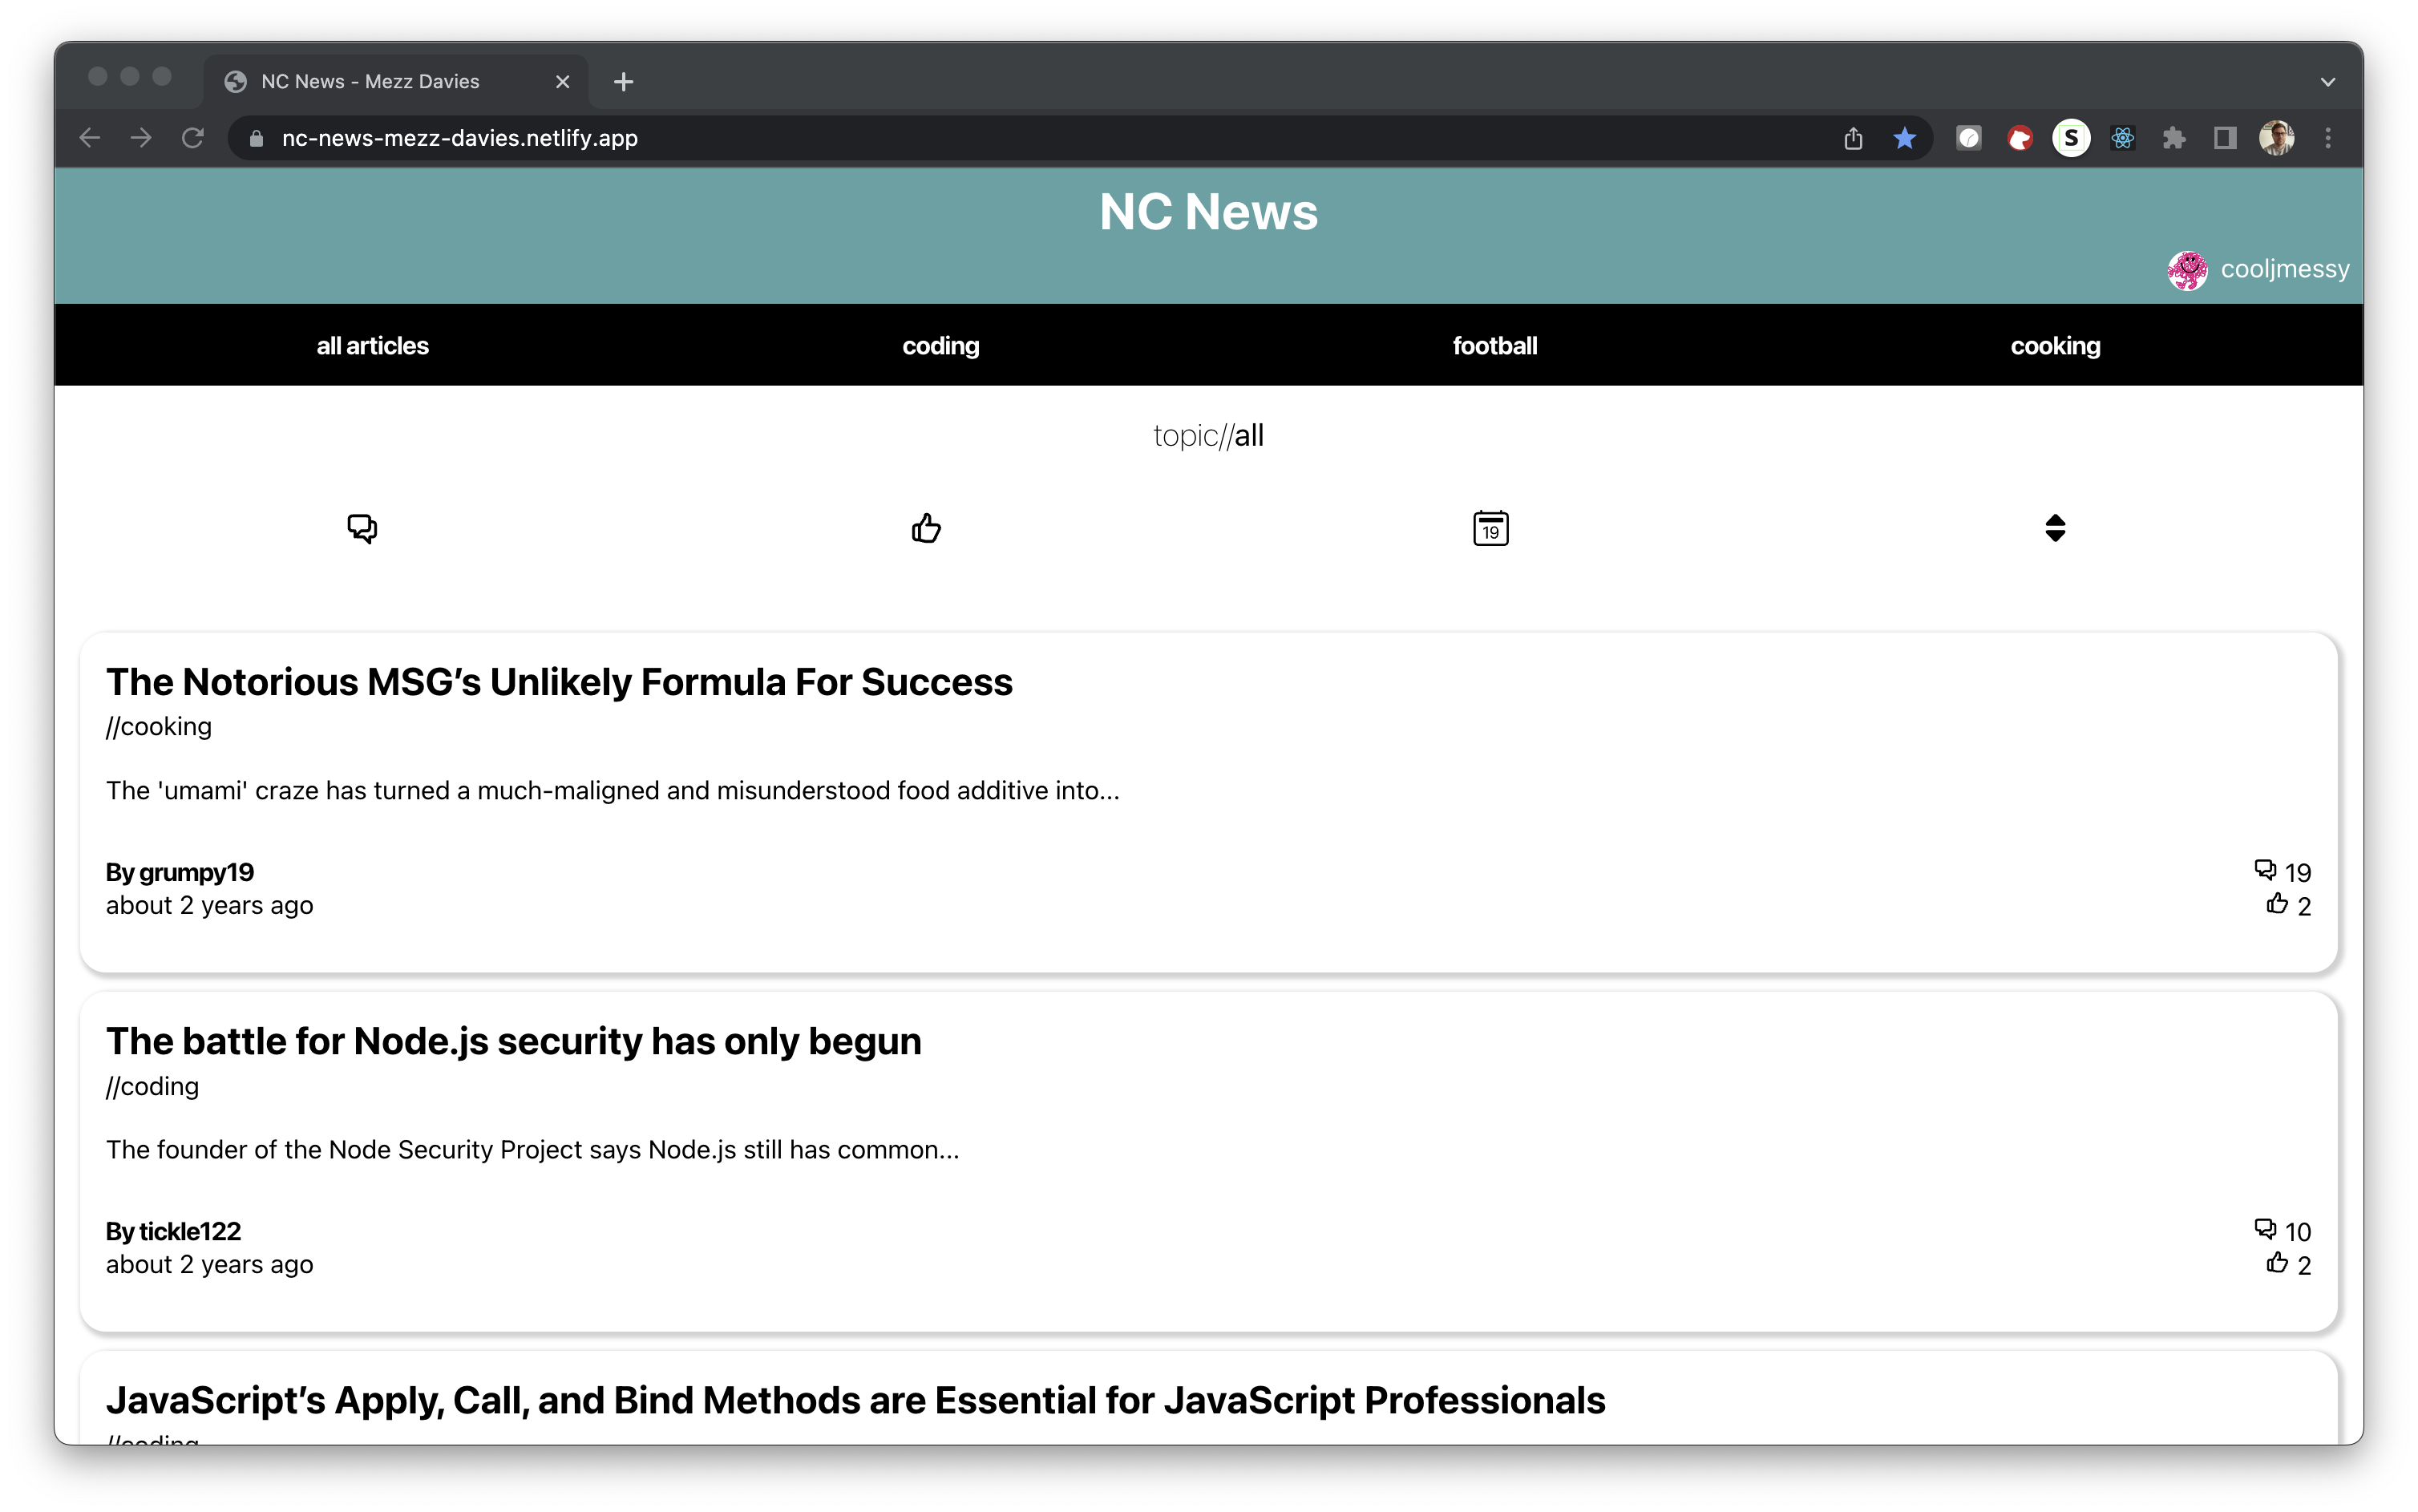 NC News - Mezz Davies
nc-news-mezz-davies.netlify.app
S
NC News
cooljmessy
all articles coding football cooking
topic//all
19
The Notorious MSG’s Unlikely Formula For Success
//cooking
The 'umami' craze has turned a much-maligned and misunderstood food additive into...
By grumpy19 19
about 2 years ago 2
The battle for Node.js security has only begun
//coding
The founder of the Node Security Project says Node.js still has common...
By tickle122 10
about 2 years ago 2
JavaScript’s Apply, Call, and Bind Methods are Essential for JavaScript Professionals
//coding